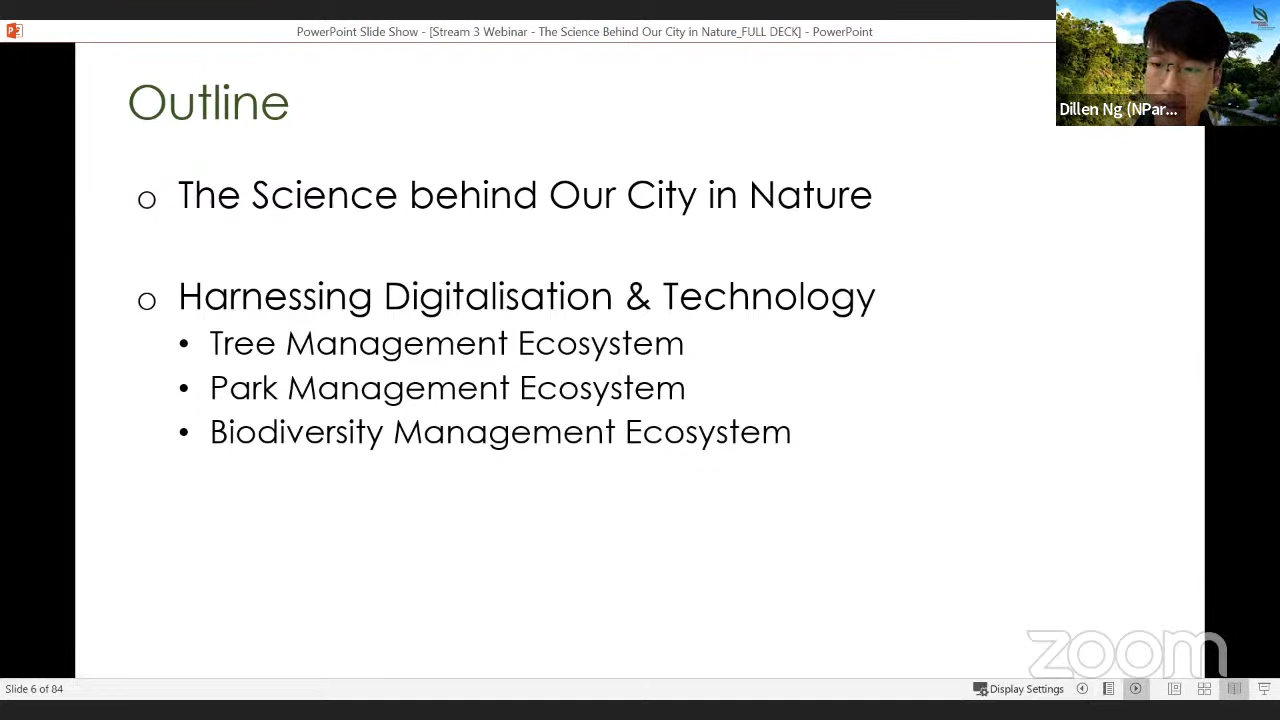 PowerPoint Slide Show - [Stream 3 Webinar - The Science Behind Our City in Nature_FULL DECK] - PowerPoint
Dillen Ng (NPar...
Outline
o The Science behind Our City in Nature
o Harnessing Digitalisation & Technology
• Tree Management Ecosystem
• Park Management Ecosystem
• Biodiversity Management Ecosystem
zoom
Slide 6 of 84
Display Settings